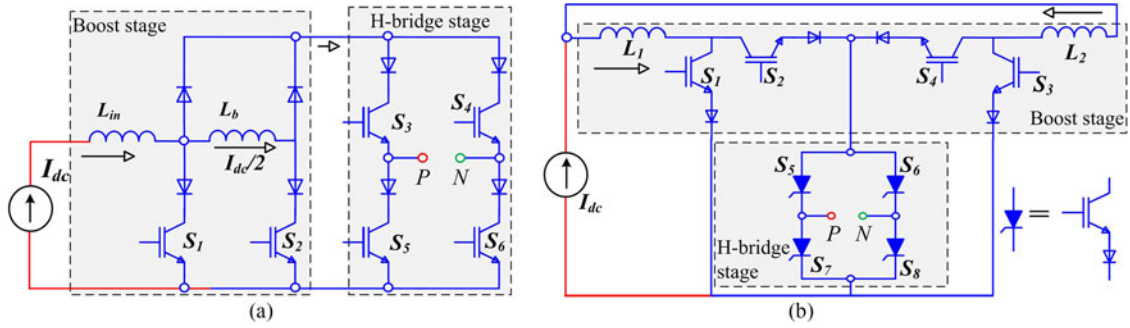 Boost stage
H-bridge stage
L_in
L_b
I_dc/2
I_dc
S_1
S_2
S_3
S_4
P
N
S_5
S_6
(a)
L_1
S_1
S_2
S_4
L_2
S_3
Boost stage
I_dc
S_5
S_6
P
N
H-bridge
stage
S_7
S_8
=
(b)